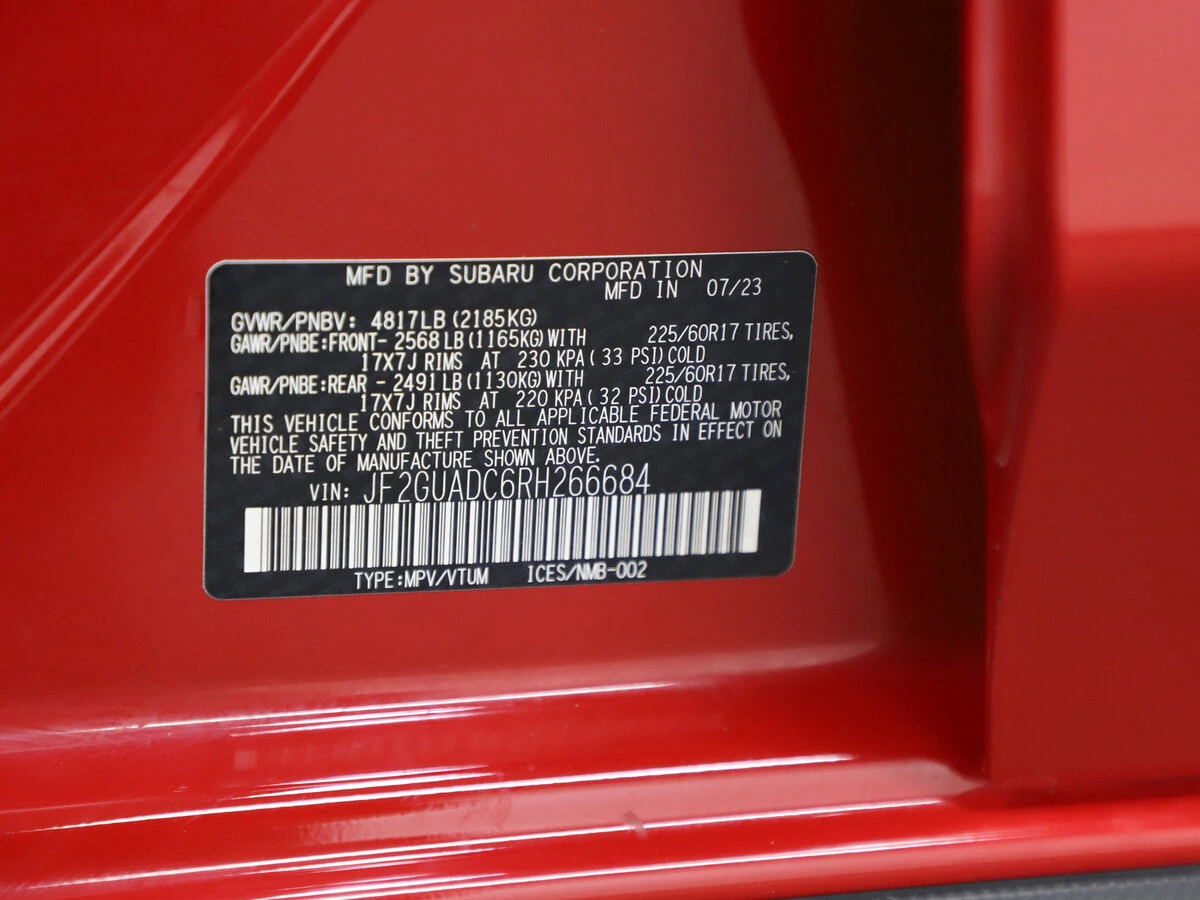 MFD BY SUBARU CORPORATION
MFD IN 07/23
GVWR/PNBV: 4817LB (2185KG)
GAWR/PNBE:FRONT- 2568 LB (1165KG) WITH 225/60R17 TIRES,
17X7J RIMS AT 230 KPA ( 33 PSI) COLD
GAWR/PNBE:REAR - 2491 LB (1130KG) WITH 225/60R17 TIRES,
17X7J RIMS AT 220 KPA ( 32 PSI) COLD
THIS VEHICLE CONFORMS TO ALL APPLICABLE FEDERAL MOTOR
VEHICLE SAFETY AND THEFT PREVENTION STANDARDS IN EFFECT ON
THE DATE OF MANUFACTURE SHOWN ABOVE.
VIN: JF2GUADC6RH266684
TYPE:MPV/VTUM ICES/NMB-002